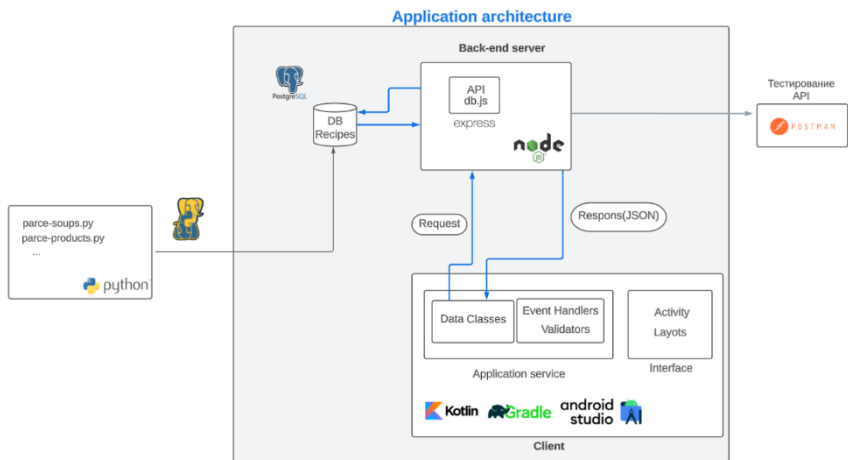 Application architecture
Back-end server
PostgreSQL
API
db.js
express
node
JS
DB
Recipes
Тестирование
API
POSTMAN
parce-soups.py
parce-products.py
...
python
Request
Respons(JSON)
Data Classes
Event Handlers
Validators
Application service
Activity
Layots
Interface
Kotlin
Gradle
android
studio
Client